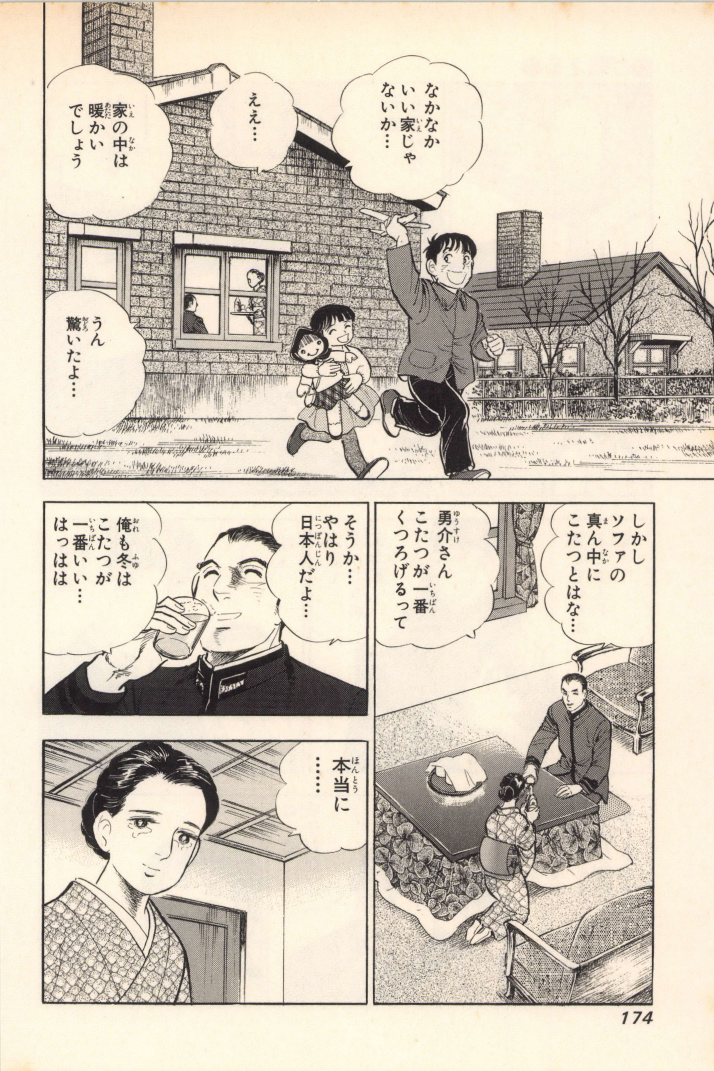 なかなか
いい家じゃ
ないか…
ええ…
家の中は
暖かい
でしょう
うん
驚いたよ…
しかし
ソファの
真ん中に
こたつとはな…
勇介さん
こたつが一番
くつろげるって
そうか…
やはり
日本人だよ…
俺も冬は
こたつが
一番いい…
はっはは
本当に
……
174